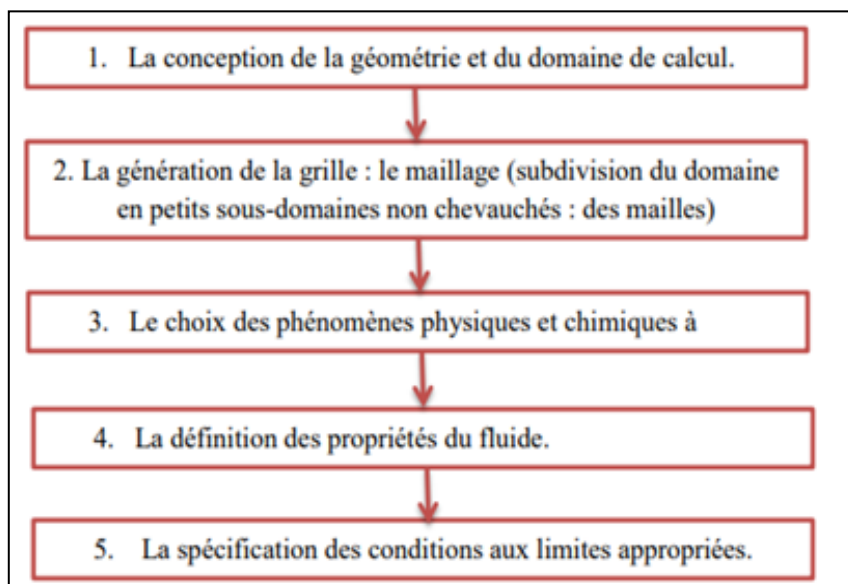 1. La conception de la géométrie et du domaine de calcul.
2. La génération de la grille : le maillage (subdivision du domaine
en petits sous-domaines non chevauchés : des mailles)
3. Le choix des phénomènes physiques et chimiques à
4. La définition des propriétés du fluide.
5. La spécification des conditions aux limites appropriées.